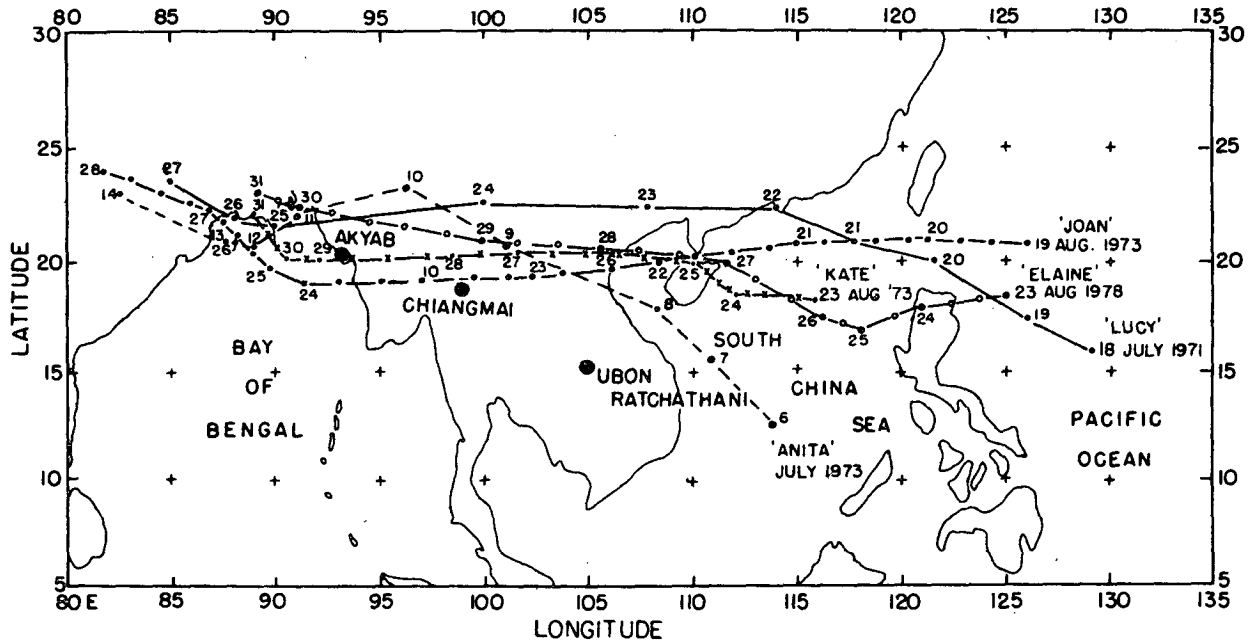 80 85 90 95 100 105 110 115 120 125 130 135
30 30
25 25
28 27 31 30 10 24 23 22
14 26 31 25 11 21 21 20 'JOAN'
27 12 29 9 28 19 AUG. 1973
13 AKYAB 20
20 26 30 29 28 27 26 22 25 27 'KATE' 'ELAINE' 20
25 10 23 23 AUG '73 23 AUG 1978
24 CHIANGMAI 8 24 26 24 19
25
SOUTH 'LUCY'
18 JULY 1971
BAY 7
15 OF UBON CHINA 15
RATCHATHANI
BENGAL 6 SEA PACIFIC
'ANITA' OCEAN
JULY 1973
10 10
5 5
80 E 85 90 95 100 105 110 115 120 125 130 135
LONGITUDE
LATITUDE